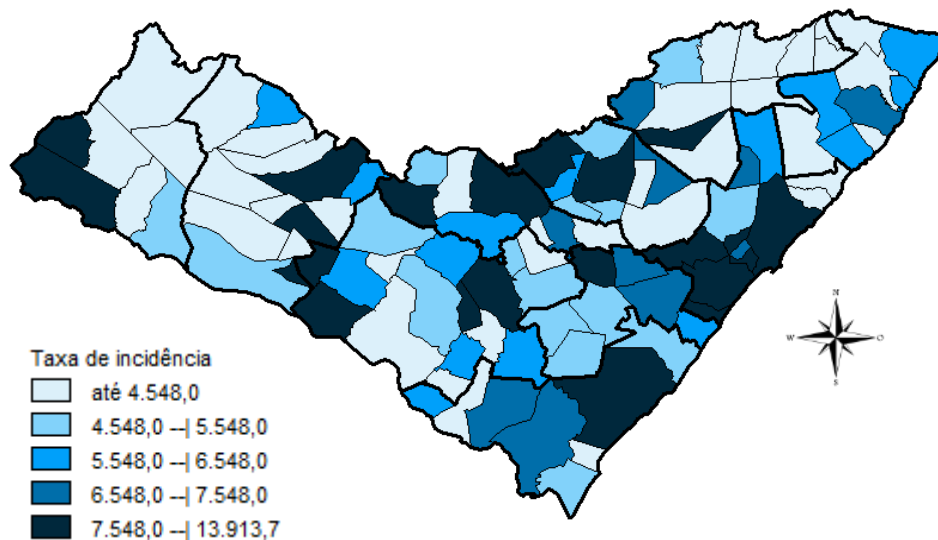 Taxa de incidência
até 4.548,0
4.548,0 --| 5.548,0
5.548,0 --| 6.548,0
6.548,0 --| 7.548,0
7.548,0 --| 13.913,7
N
W
O
S